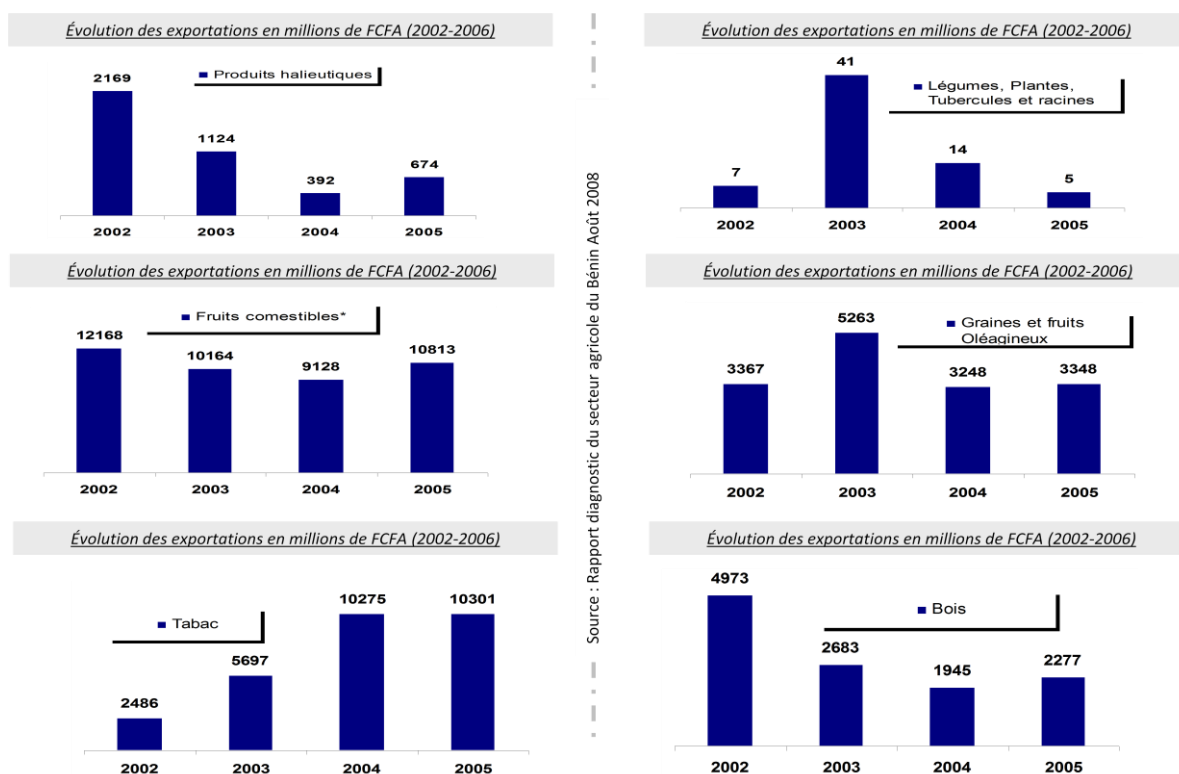 Évolution des exportations en millions de FCFA (2002-2006)
Produits halieutiques
2169
1124
392
674
2002 2003 2004 2005
Évolution des exportations en millions de FCFA (2002-2006)
Fruits comestibles*
12168
10164
9128
10813
2002 2003 2004 2005
Évolution des exportations en millions de FCFA (2002-2006)
Tabac
2486
5697
10275
10301
2002 2003 2004 2005
Source : Rapport diagnostic du secteur agricole du Bénin Août 2008
Évolution des exportations en millions de FCFA (2002-2006)
Légumes, Plantes,
Tubercules et racines
7
41
14
5
2002 2003 2004 2005
Évolution des exportations en millions de FCFA (2002-2006)
Graines et fruits
Oléagineux
3367
5263
3248
3348
2002 2003 2004 2005
Évolution des exportations en millions de FCFA (2002-2006)
Bois
4973
2683
1945
2277
2002 2003 2004 2005